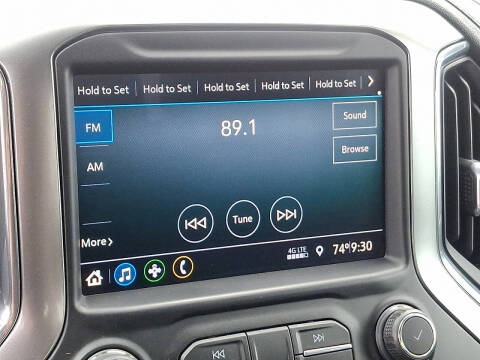 Hold to Set Hold to Set Hold to Set Hold to Set Hold to Set
FM
89.1
Sound
Browse
AM
Tune
More
4G LTE
74° 9:30